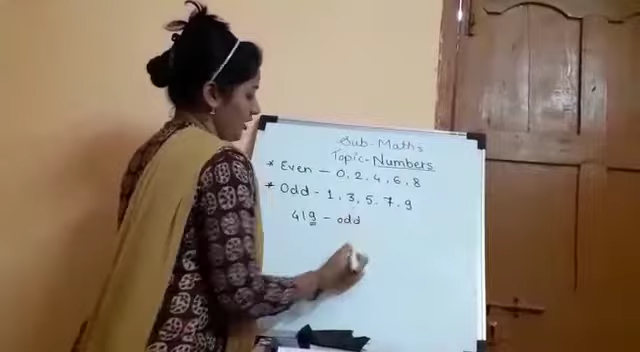 Sub-Maths
Topic-Numbers
* Even - 0, 2, 4, 6, 8
* Odd - 1, 3, 5, 7, 9
419 - odd